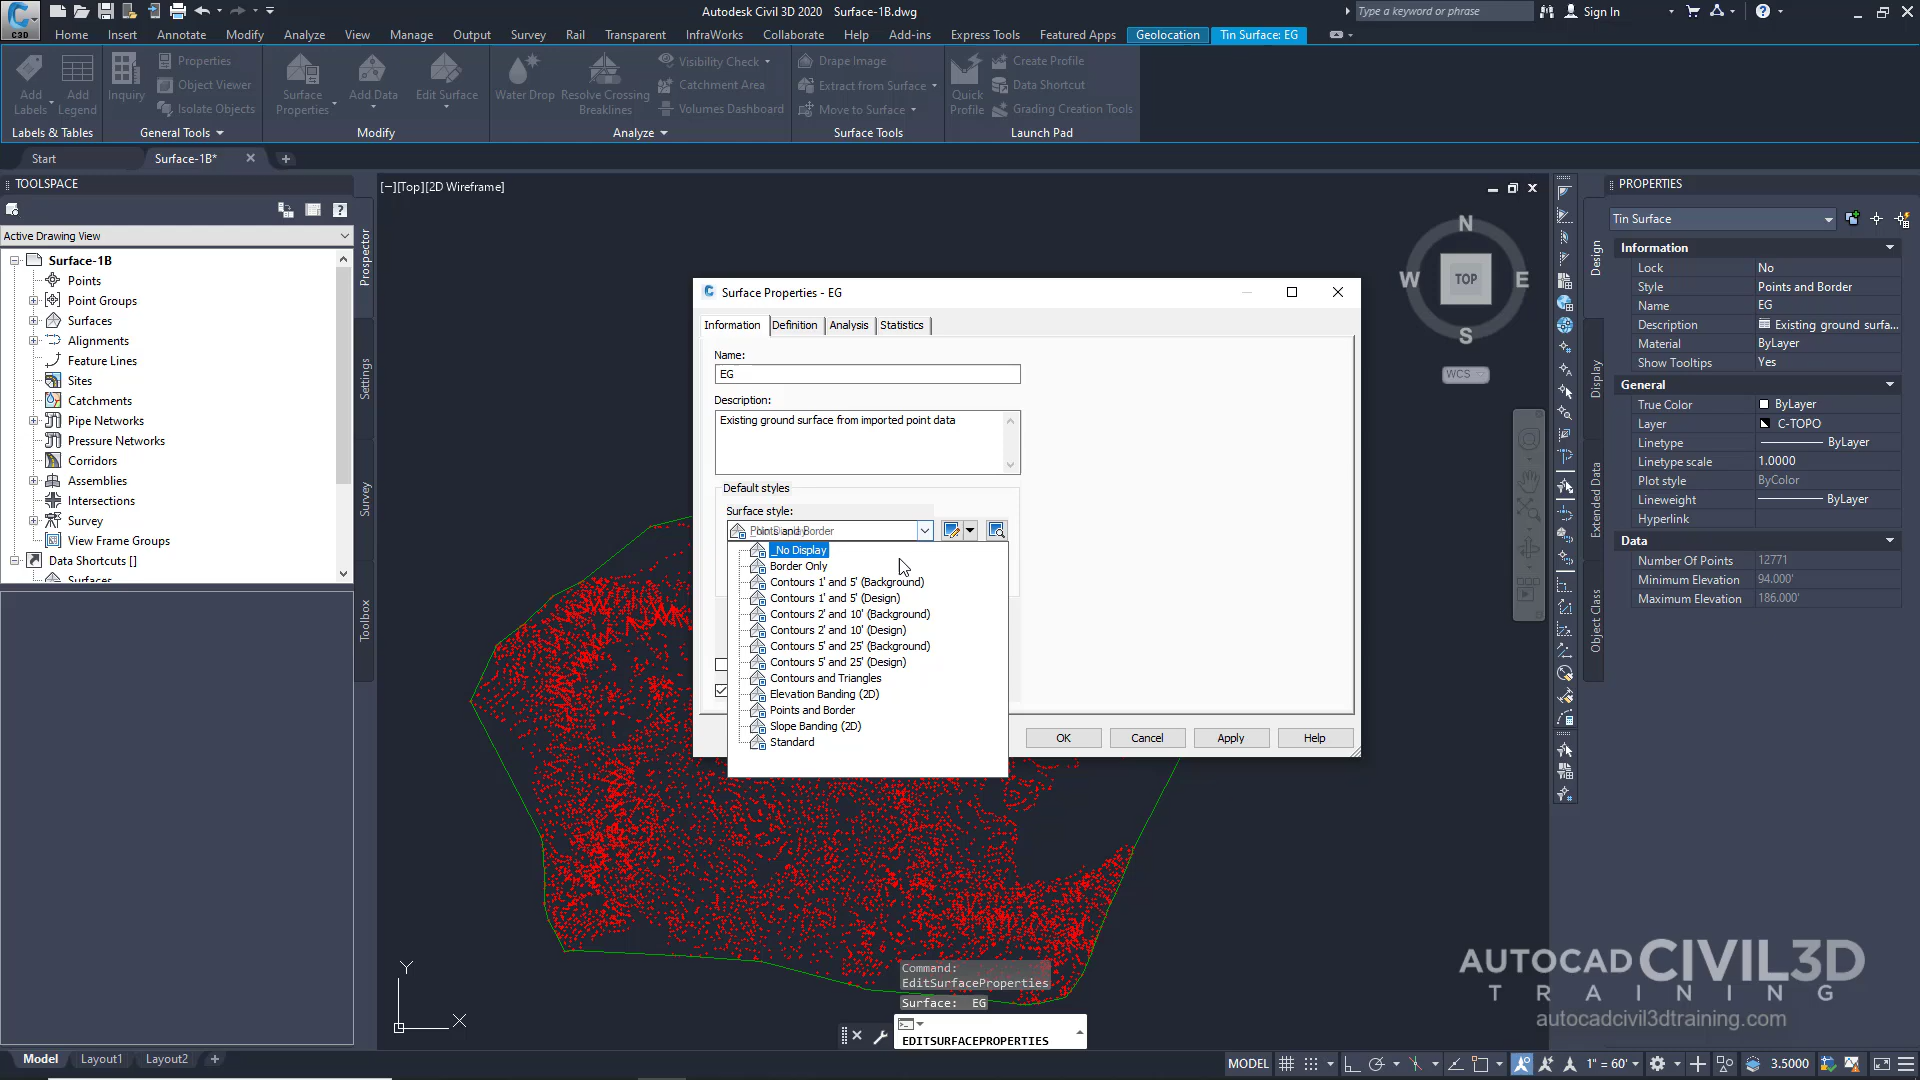 Autodesk Civil 3D 2020 Surface-1B.dwg
Type a keyword or phrase
Sign In
C3D
Home Insert Annotate Modify Analyze View Manage Output Survey Rail Transparent InfraWorks Collaborate Help Add-ins Express Tools Featured Apps Geolocation Tin Surface: EG
Add Labels
Add Legend
Inquiry
Properties
Object Viewer
Isolate Objects
Surface Properties
Add Data
Edit Surface
Water Drop
Resolve Crossing Breaklines
Visibility Check
Catchment Area
Volumes Dashboard
Drape Image
Extract from Surface
Move to Surface
Quick Profile
Create Profile
Data Shortcut
Grading Creation Tools
Labels & Tables General Tools Modify Analyze Surface Tools Launch Pad
Start Surface-1B*
TOOLSPACE
Active Drawing View
Surface-1B
Points
Point Groups
Surfaces
Alignments
Feature Lines
Sites
Catchments
Pipe Networks
Pressure Networks
Corridors
Assemblies
Intersections
Survey
View Frame Groups
Data Shortcuts []
Surfaces
Prospector
Settings
Survey
Toolbox
[−][Top][2D Wireframe]
N
W TOP E
S
WCS
Surface Properties - EG
Information Definition Analysis Statistics
Name:
EG
Description:
Existing ground surface from imported point data
Default styles
Surface style:
Points and Border
_No Display
Border Only
Contours 1' and 5' (Background)
Contours 1' and 5' (Design)
Contours 2' and 10' (Background)
Contours 2' and 10' (Design)
Contours 5' and 25' (Background)
Contours 5' and 25' (Design)
Contours and Triangles
Elevation Banding (2D)
Points and Border
Slope Banding (2D)
Standard
OK Cancel Apply Help
Y
X
Command:
EditSurfaceProperties
Surface: EG
EDITSURFACEPROPERTIES
PROPERTIES
Tin Surface
Design
Display
Extended Data
Object Class
Information
Lock No
Style Points and Border
Name EG
Description Existing ground surfa...
Material ByLayer
Show Tooltips Yes
General
True Color ByLayer
Layer C-TOPO
Linetype ByLayer
Linetype scale 1.0000
Plot style ByColor
Lineweight ByLayer
Hyperlink
Data
Number Of Points 12771
Minimum Elevation 94.000'
Maximum Elevation 186.000'
AUTOCAD CIVIL3D
TRAINING
autocadcivil3dtraining.com
Model Layout1 Layout2
MODEL 1" = 60' 3.5000